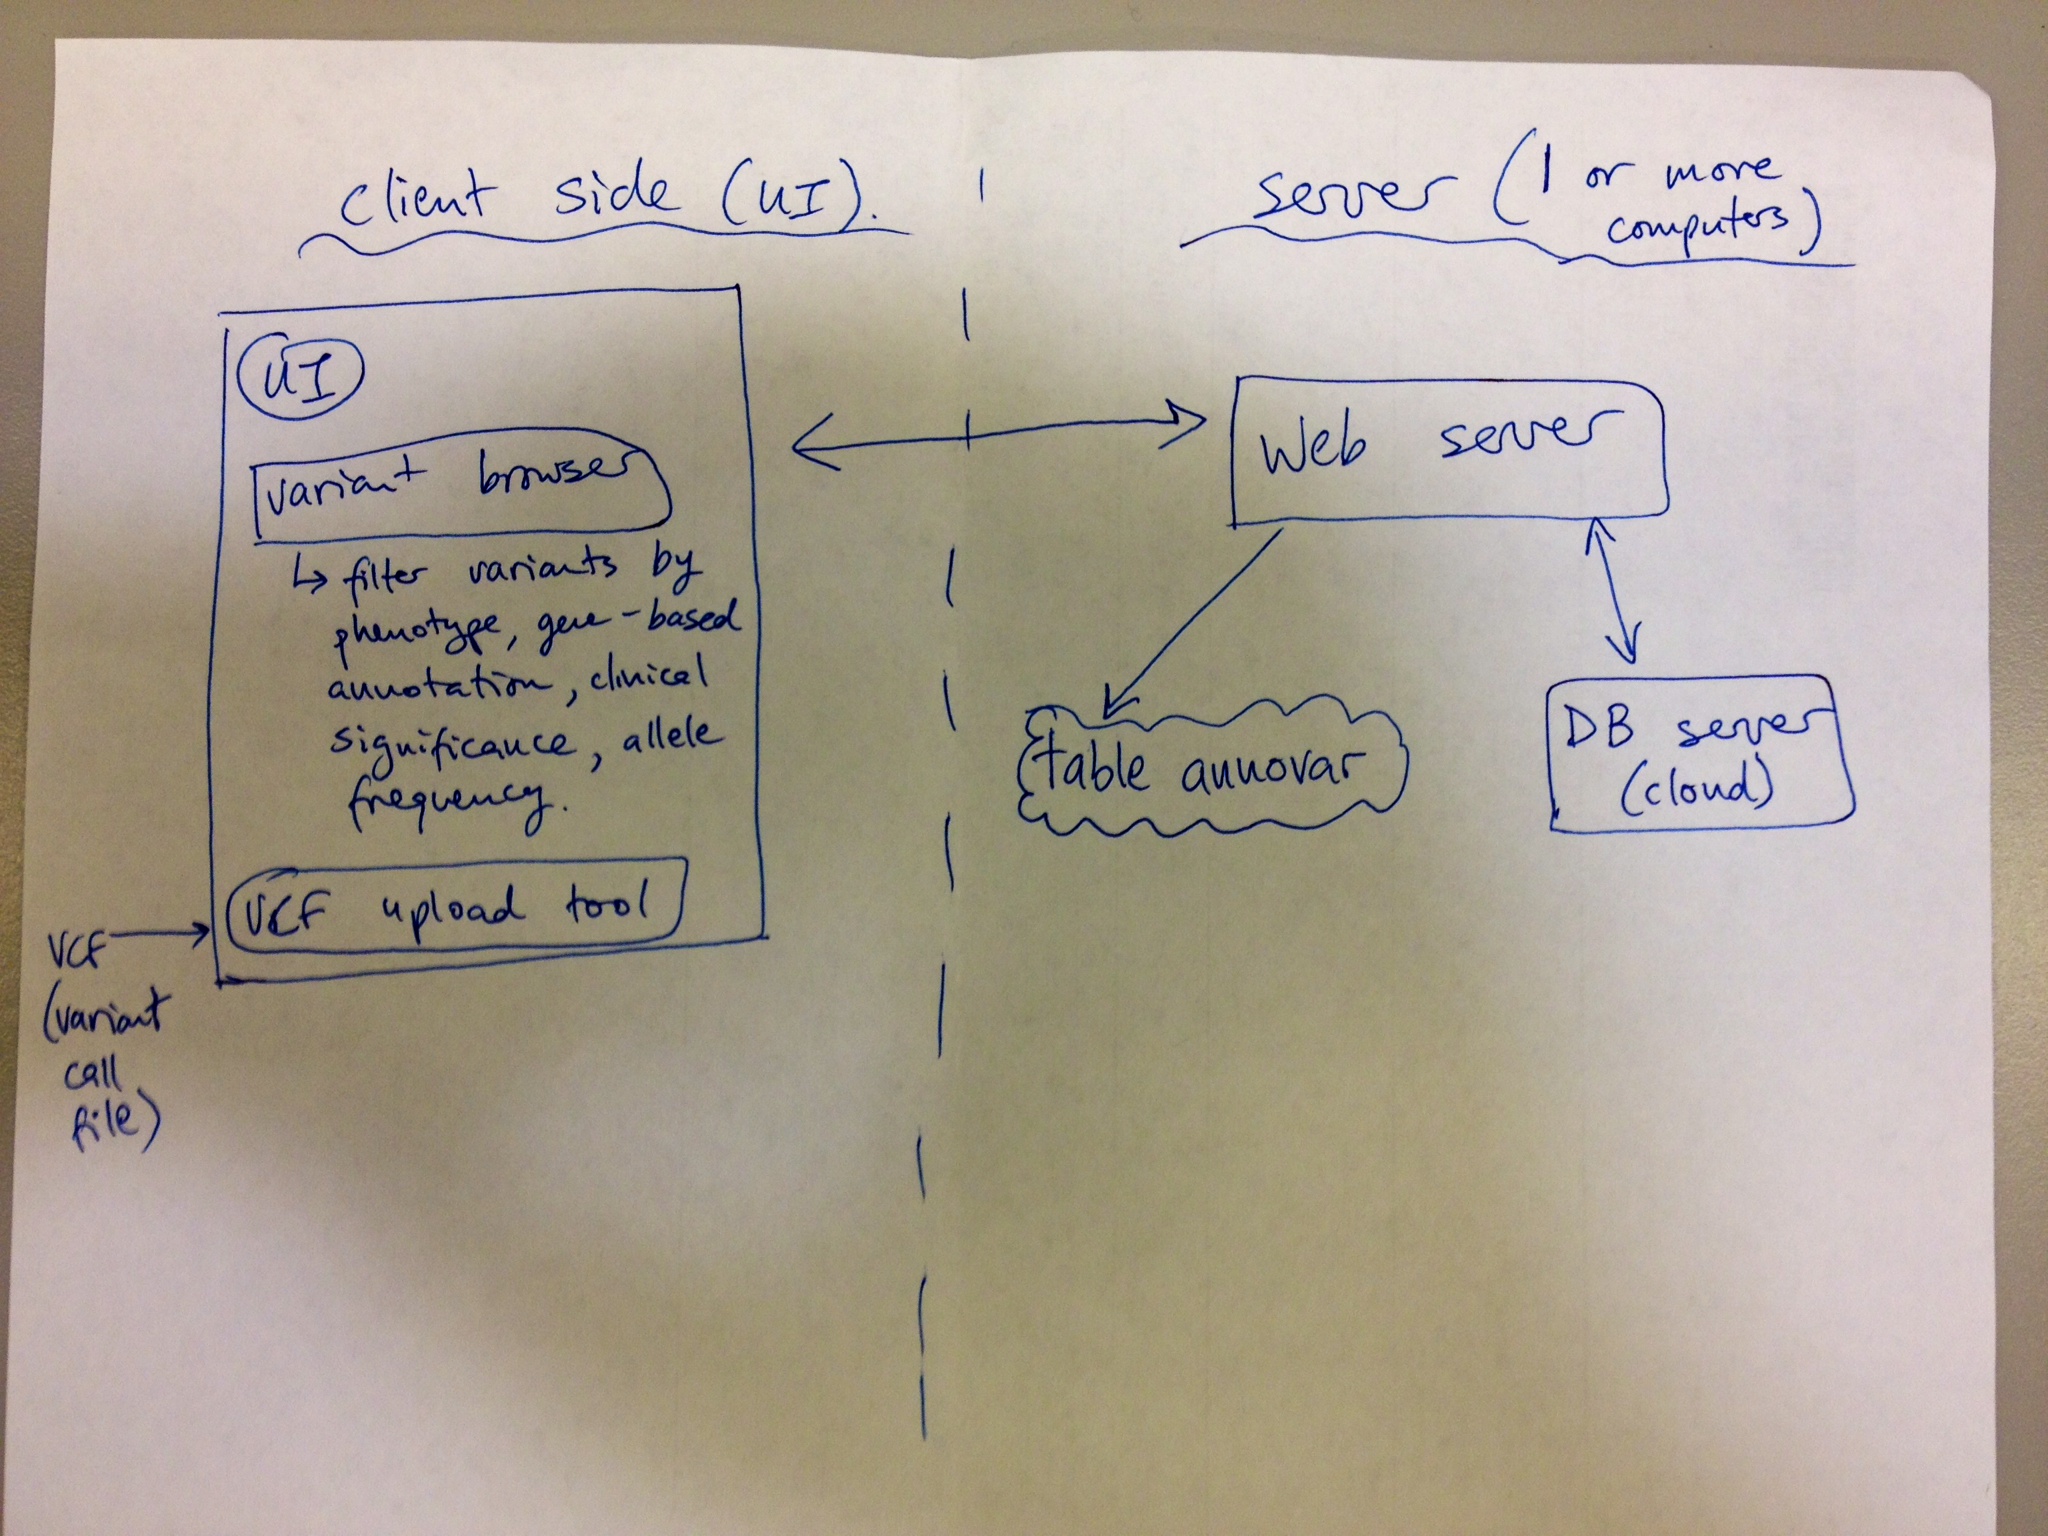 client side (UI).
server (1 or more
computers)
UI
variant browser
↳ filter variants by
phenotype, gene-based
annotation, clinical
significance, allele
frequency.
VCF upload tool
VCF
(variant
call
file)
Web server
table annovar
DB server
(cloud)